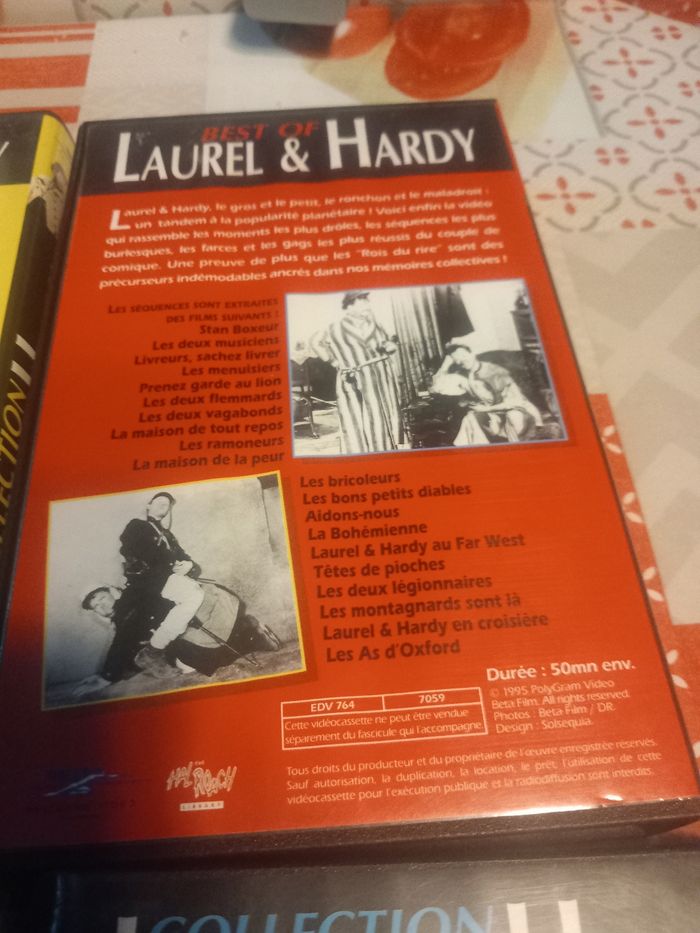 BEST OF
LAUREL & HARDY
Laurel & Hardy, le gros et le petit, le ronchon et le maladroit :
un tandem à la popularité planétaire ! Voici enfin la vidéo
qui rassemble les moments les plus drôles, les séquences les plus
burlesques, les farces et les gags les plus réussis du couple de
comique. Une preuve de plus que les "Rois du rire" sont des
précurseurs indémodables ancrés dans nos mémoires collectives !
LES SÉQUENCES SONT EXTRAITES
DES FILMS SUIVANTS :
Stan Boxeur
Les deux musiciens
Livreurs, sachez livrer
Les menuisiers
Prenez garde au lion
Les deux flemmards
Les deux vagabonds
La maison de tout repos
Les ramoneurs
La maison de la peur
Les bricoleurs
Les bons petits diables
Aidons-nous
La Bohémienne
Laurel & Hardy au Far West
Têtes de pioches
Les deux légionnaires
Les montagnards sont là
Laurel & Hardy en croisière
Les As d'Oxford
Durée : 50mn env.
© 1995 PolyGram Video
Beta Film. All rights reserved.
Photos : Beta Film / DR.
Design : Solsequia.
EDV 764 7059
Cette vidéocassette ne peut être vendue
séparement du fascicule qui l'accompagne.
THE
HAL ROACH
LIBRARY
Tous droits du producteur et du propriétaire de l'œuvre enregistrée reservés.
Sauf autorisation, la duplication, la location, le prêt, l'utilisation de cette
vidéocassette pour l'exécution publique et la radiodiffusion sont interdits.
COLLECTION